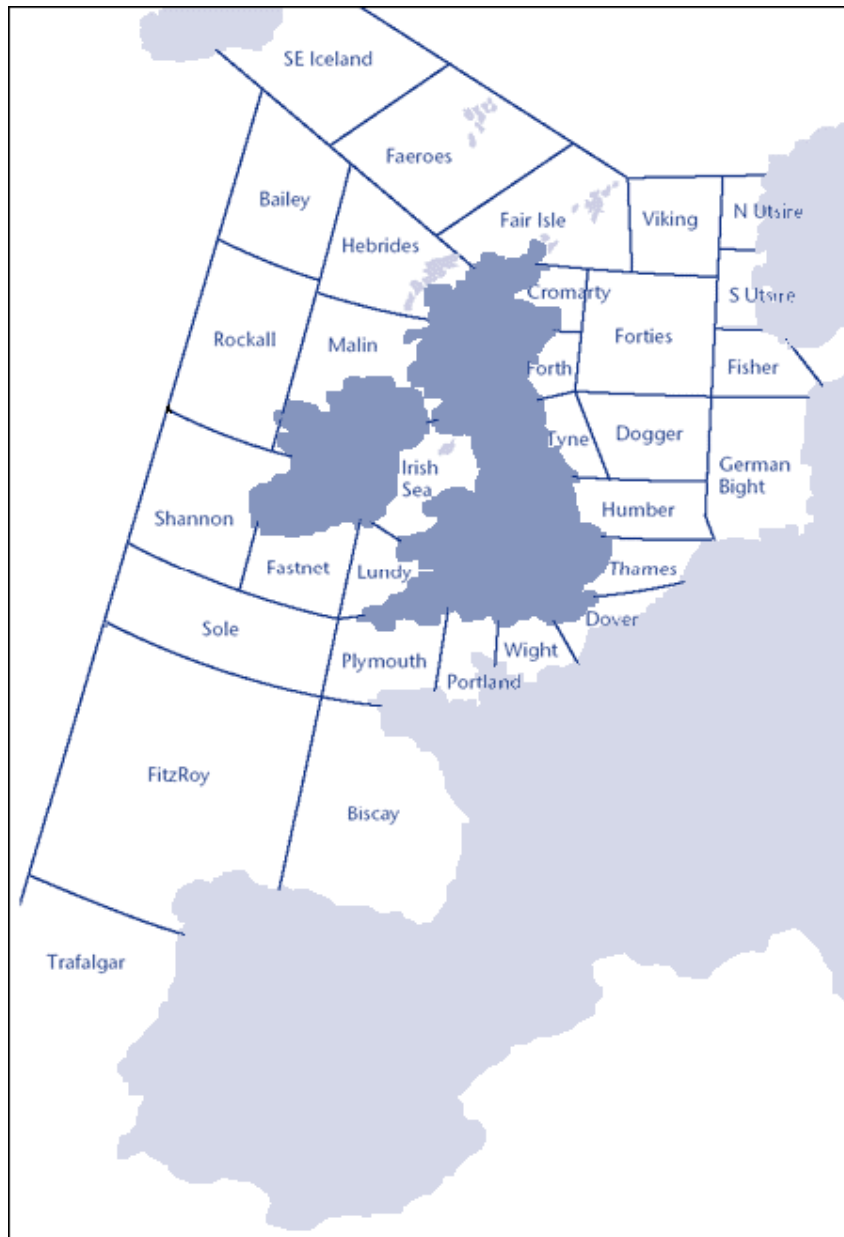 SE Iceland
Faeroes
Bailey
Fair Isle
N Utsire
Viking
Hebrides
Cromarty
S Utsire
Rockall
Malin
Forties
Forth
Fisher
Tyne
Dogger
Irish
Sea
German
Bight
Shannon
Humber
Fastnet
Lundy
Thames
Sole
Dover
Plymouth
Wight
Portland
FitzRoy
Biscay
Trafalgar